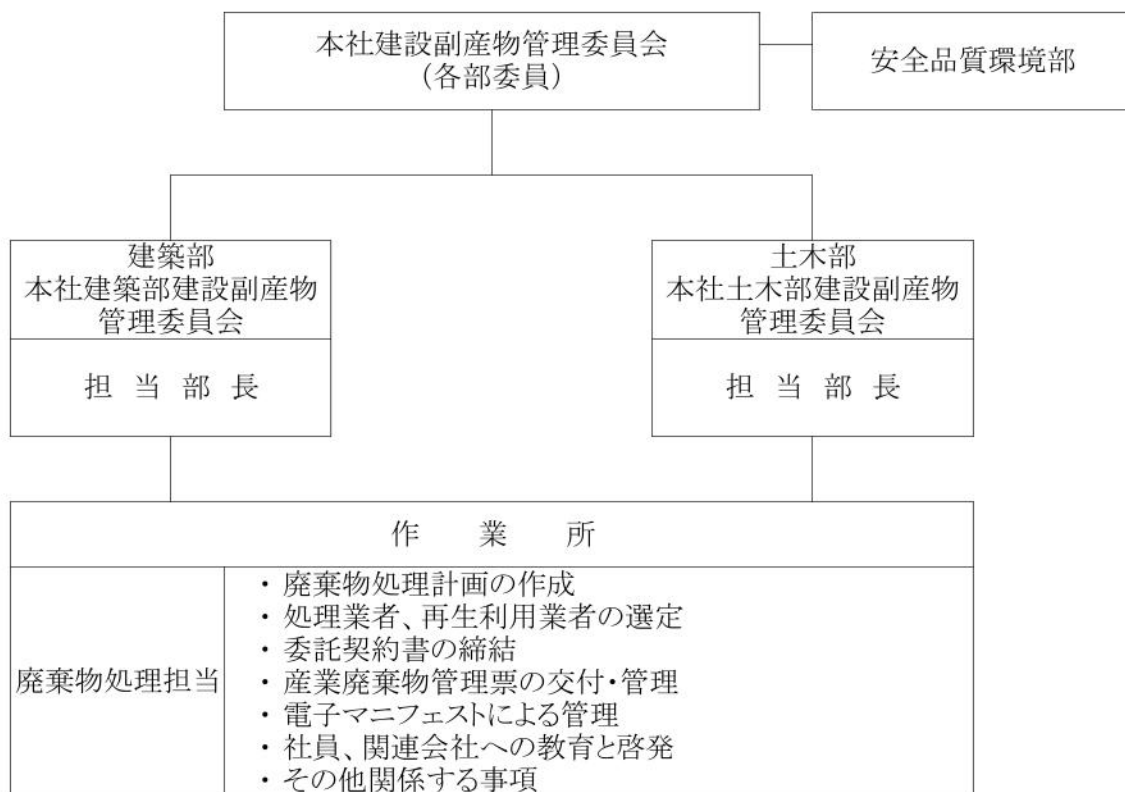 本社建設副産物管理委員会
(各部委員)
安全品質環境部
建築部
本社建築部建設副産物
管理委員会
担 当 部 長
土木部
本社土木部建設副産物
管理委員会
担 当 部 長
作 業 所
廃棄物処理担当
・ 廃棄物処理計画の作成
・ 処理業者、再生利用業者の選定
・ 委託契約書の締結
・ 産業廃棄物管理票の交付・管理
・ 電子マニフェストによる管理
・ 社員、関連会社への教育と啓発
・ その他関係する事項